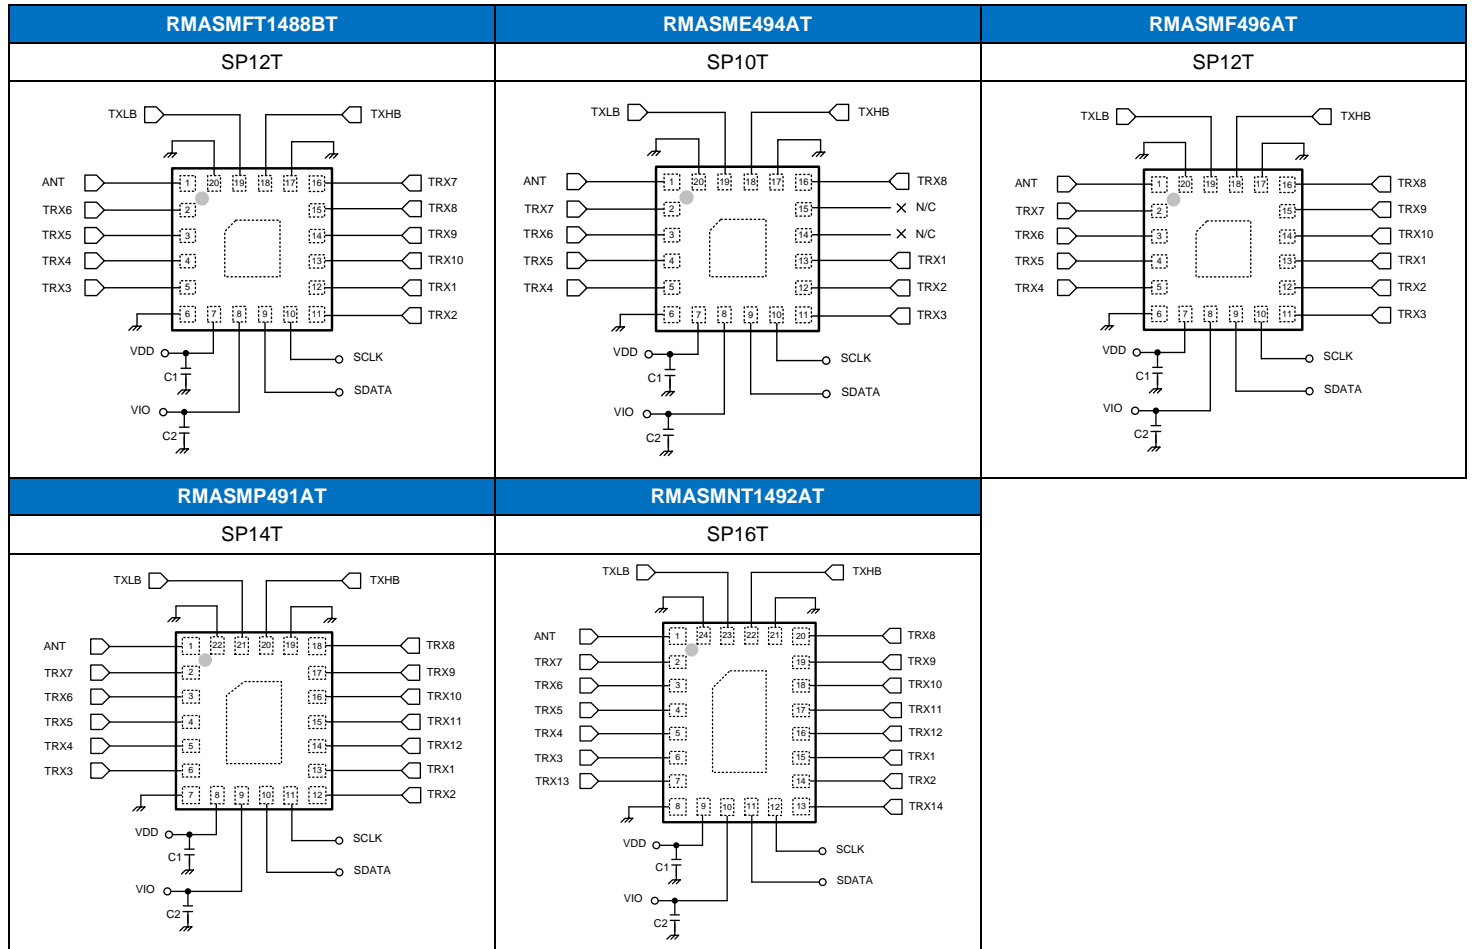 RMASMFT1488BT
SP12T
TXLB
TXHB
ANT
TRX6
TRX5
TRX4
TRX3
1
20
19
18
17
16
2
15
3
14
4
13
5
12
6
7
8
9
10
11
TRX7
TRX8
TRX9
TRX10
TRX1
TRX2
VDD
C1
VIO
C2
SCLK
SDATA
RMASME494AT
SP10T
TXLB
TXHB
ANT
TRX7
TRX6
TRX5
TRX4
1
20
19
18
17
16
2
15
3
14
4
13
5
12
6
7
8
9
10
11
TRX8
N/C
N/C
TRX1
TRX2
TRX3
VDD
C1
VIO
C2
SCLK
SDATA
RMASMF496AT
SP12T
TXLB
TXHB
ANT
TRX7
TRX6
TRX5
TRX4
1
20
19
18
17
16
2
15
3
14
4
13
5
12
6
7
8
9
10
11
TRX8
TRX9
TRX10
TRX1
TRX2
TRX3
VDD
C1
VIO
C2
SCLK
SDATA
RMASMP491AT
SP14T
TXLB
TXHB
ANT
TRX7
TRX6
TRX5
TRX4
TRX3
1
22
21
20
19
18
2
17
3
16
4
15
5
14
6
13
7
8
9
10
11
12
TRX8
TRX9
TRX10
TRX11
TRX12
TRX1
TRX2
VDD
C1
VIO
C2
SCLK
SDATA
RMASMNT1492AT
SP16T
TXLB
TXHB
ANT
TRX7
TRX6
TRX5
TRX4
TRX3
TRX13
1
24
23
22
21
20
2
19
3
18
4
17
5
16
6
15
7
14
8
9
10
11
12
13
TRX8
TRX9
TRX10
TRX11
TRX12
TRX1
TRX2
TRX14
VDD
C1
VIO
C2
SCLK
SDATA